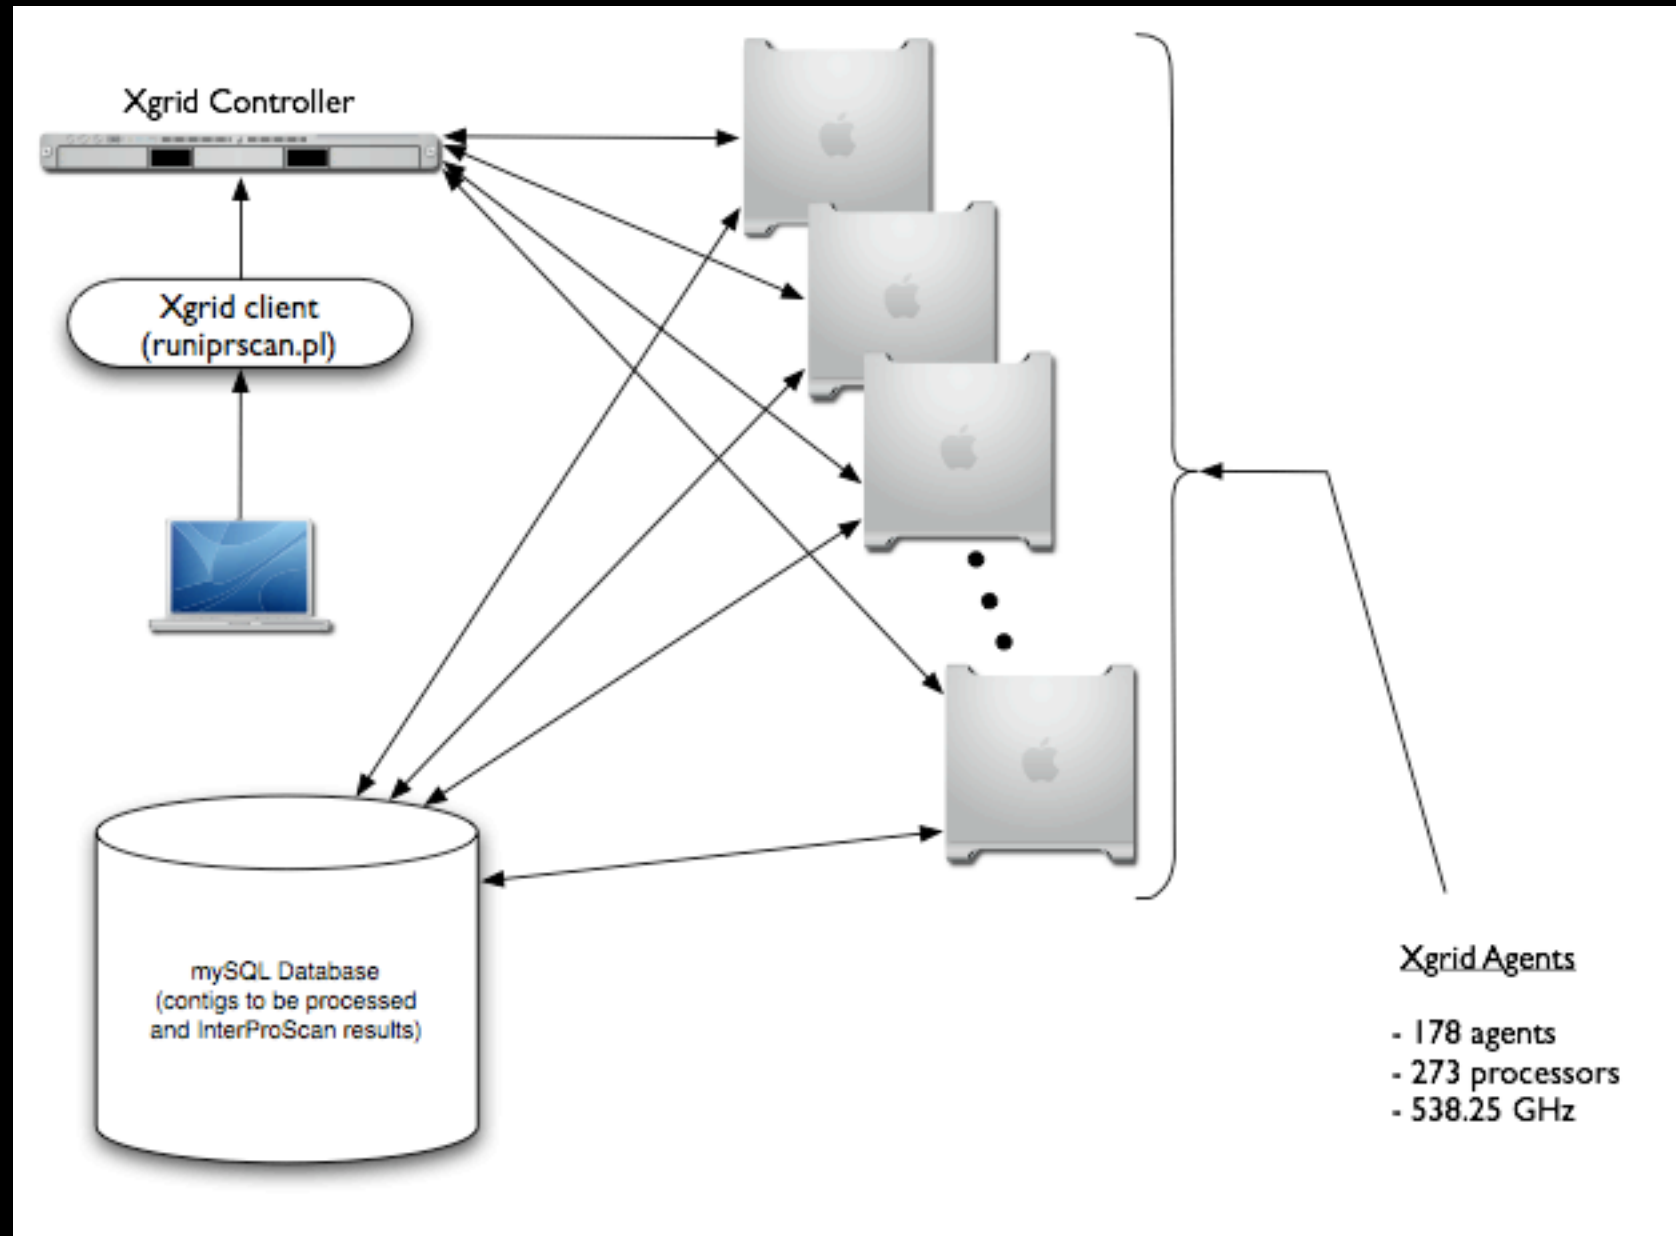 Xgrid Controller
Xgrid client
(runiprscan.pl)
mySQL Database
(contigs to be processed
and InterProScan results)
Xgrid Agents
- 178 agents
- 273 processors
- 538.25 GHz